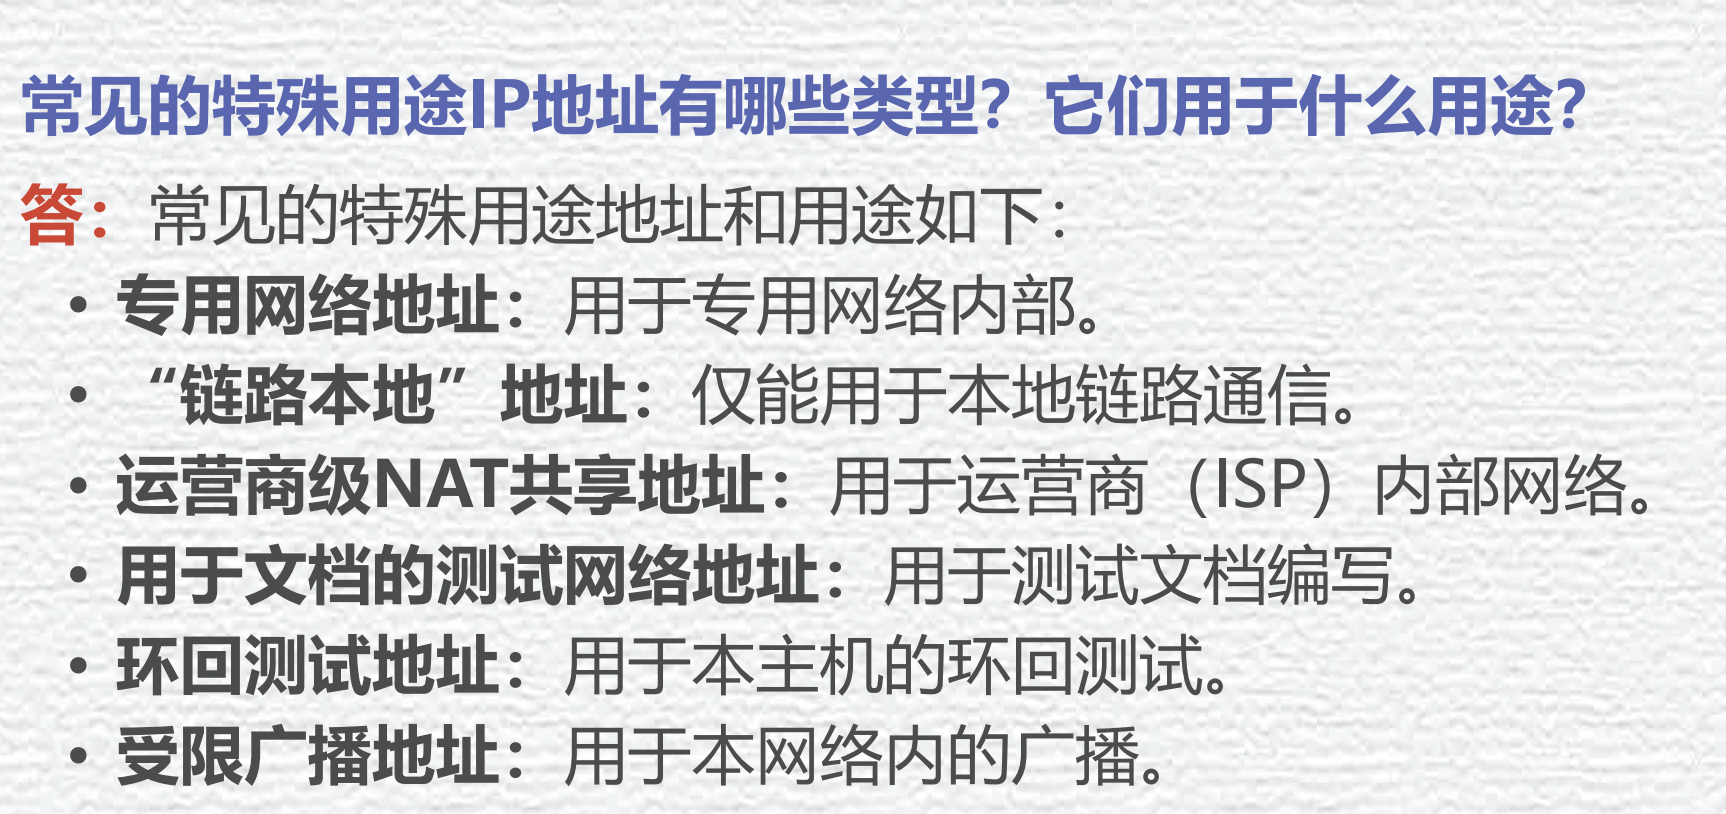 常见的特殊用途IP地址有哪些类型？它们用于什么用途？
答：常见的特殊用途地址和用途如下：
• 专用网络地址：用于专用网络内部。
• “链路本地”地址：仅能用于本地链路通信。
• 运营商级NAT共享地址：用于运营商（ISP）内部网络。
• 用于文档的测试网络地址：用于测试文档编写。
• 环回测试地址：用于本主机的环回测试。
• 受限广播地址：用于本网络内的广播。